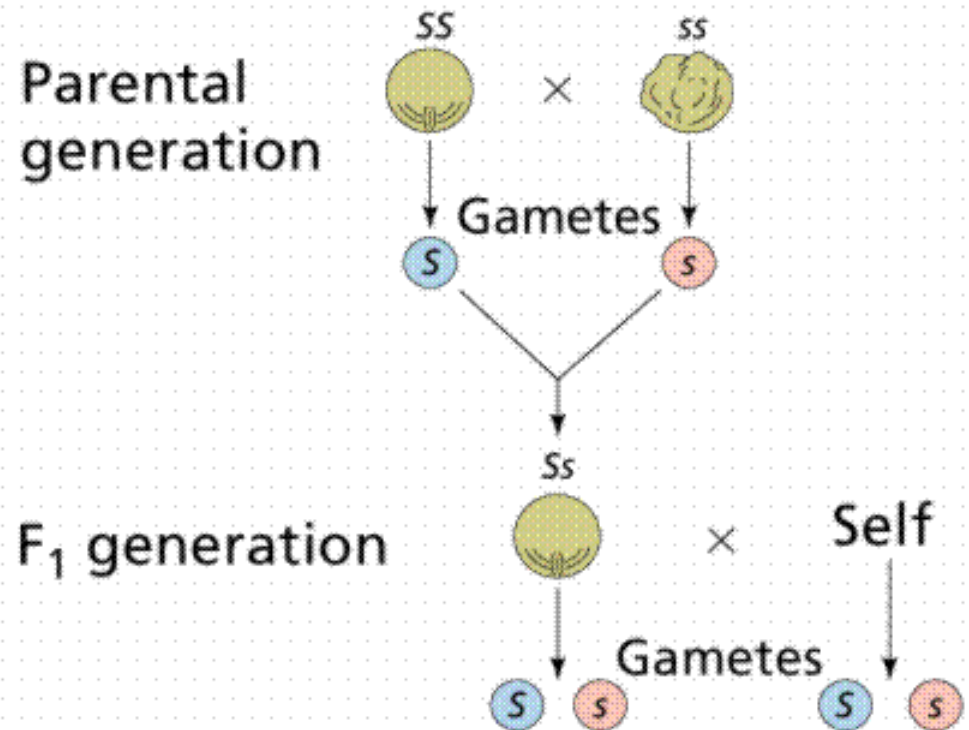 SS ss
Parental
generation
×
Gametes
S s
Ss
F₁ generation × Self
Gametes
S s S s